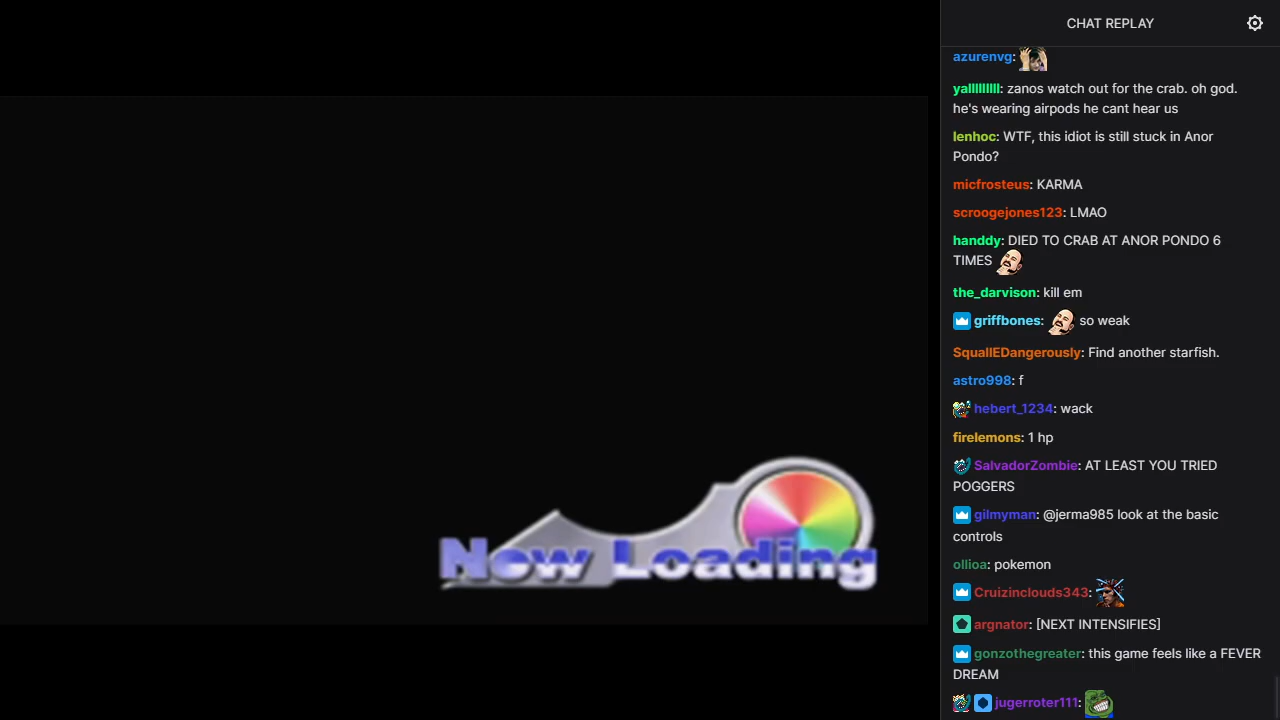 CHAT REPLAY
azurenvg:
yalllllllll: zanos watch out for the crab. oh god.
he's wearing airpods he cant hear us
lenhoc: WTF, this idiot is still stuck in Anor
Pondo?
micfrosteus: KARMA
scroogejones123: LMAO
handdy: DIED TO CRAB AT ANOR PONDO 6
TIMES
the_darvison: kill em
griffbones: so weak
SquallEDangerously: Find another starfish.
astro998: f
hebert_1234: wack
firelemons: 1 hp
SalvadorZombie: AT LEAST YOU TRIED
POGGERS
gilmyman: @jerma985 look at the basic
controls
ollioa: pokemon
Cruizinclouds343:
argnator: [NEXT INTENSIFIES]
gonzothegreater: this game feels like a FEVER
DREAM
jugerroter111:
Now Loading